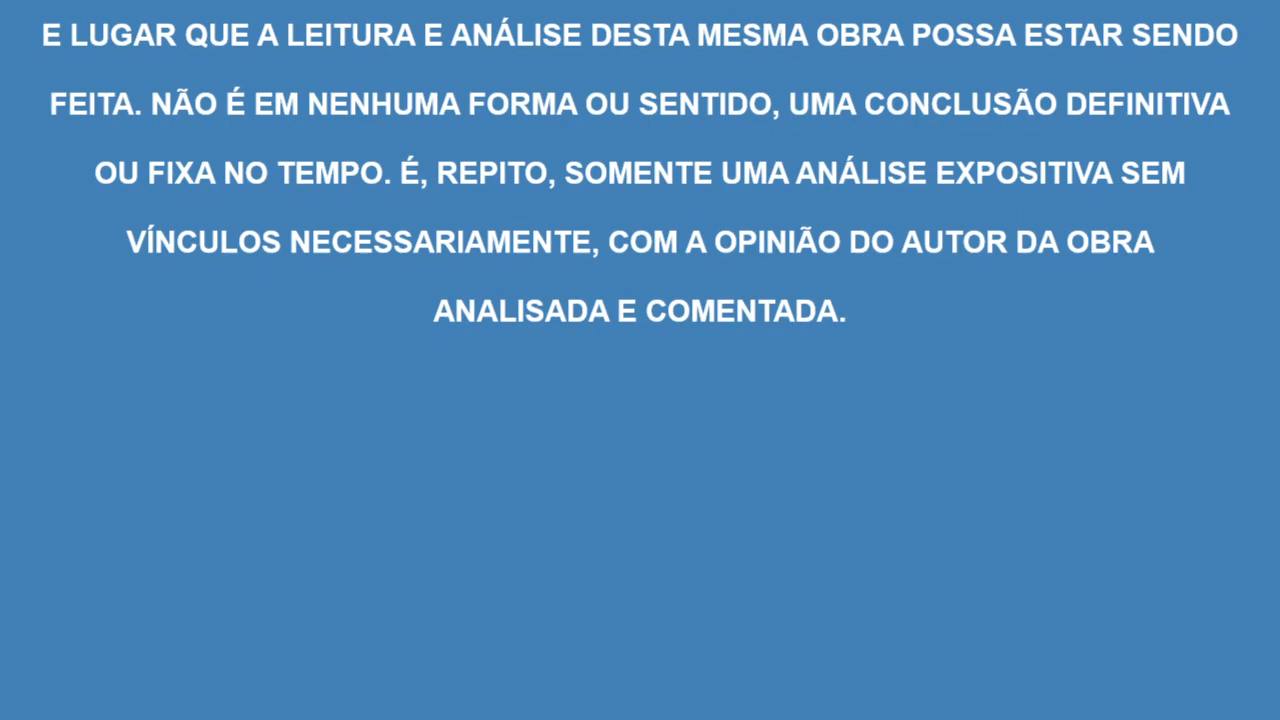 E LUGAR QUE A LEITURA E ANÁLISE DESTA MESMA OBRA POSSA ESTAR SENDO
FEITA. NÃO É EM NENHUMA FORMA OU SENTIDO, UMA CONCLUSÃO DEFINITIVA
OU FIXA NO TEMPO. É, REPITO, SOMENTE UMA ANÁLISE EXPOSITIVA SEM
VÍNCULOS NECESSARIAMENTE, COM A OPINIÃO DO AUTOR DA OBRA
ANALISADA E COMENTADA.